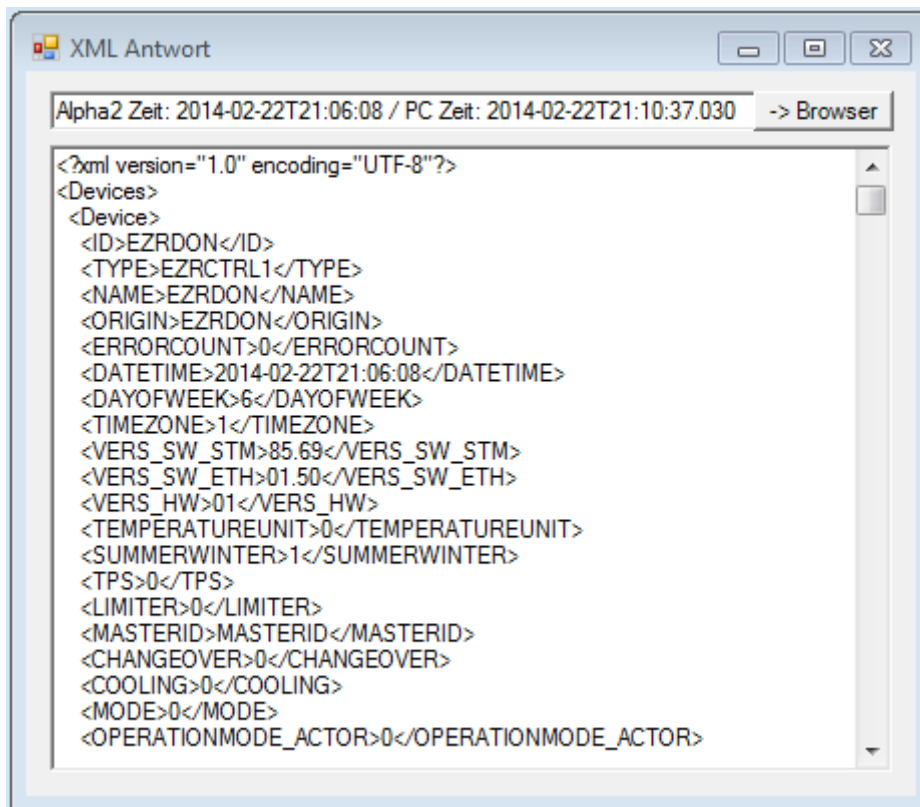 XML Antwort
Alpha2 Zeit: 2014-02-22T21:06:08 / PC Zeit: 2014-02-22T21:10:37.030
-> Browser
<?xml version="1.0" encoding="UTF-8"?>
<Devices>
<Device>
<ID>EZRDON</ID>
<TYPE>EZRCTRL1</TYPE>
<NAME>EZRDON</NAME>
<ORIGIN>EZRDON</ORIGIN>
<ERRORCOUNT>0</ERRORCOUNT>
<DATETIME>2014-02-22T21:06:08</DATETIME>
<DAYOFWEEK>6</DAYOFWEEK>
<TIMEZONE>1</TIMEZONE>
<VERS_SW_STM>85.69</VERS_SW_STM>
<VERS_SW_ETH>01.50</VERS_SW_ETH>
<VERS_HW>01</VERS_HW>
<TEMPERATUREUNIT>0</TEMPERATUREUNIT>
<SUMMERWINTER>1</SUMMERWINTER>
<TPS>0</TPS>
<LIMITER>0</LIMITER>
<MASTERID>MASTERID</MASTERID>
<CHANGEOVER>0</CHANGEOVER>
<COOLING>0</COOLING>
<MODE>0</MODE>
<OPERATIONMODE_ACTOR>0</OPERATIONMODE_ACTOR>